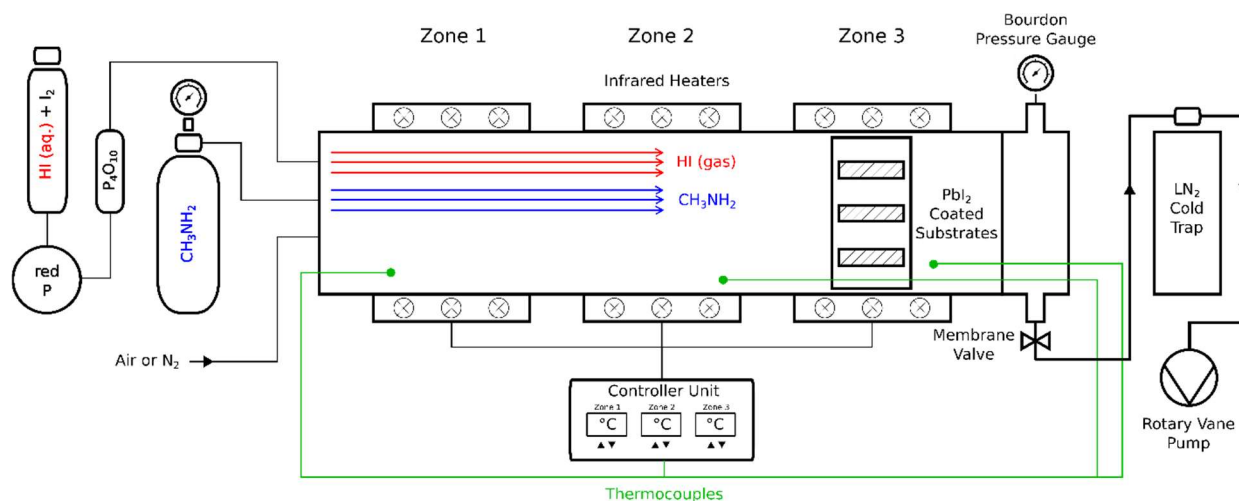 Zone 1
Zone 2
Zone 3
Bourdon
Pressure Gauge
Infrared Heaters
HI (aq.) + I₂
P₄O₁₀
CH₃NH₂
red
P
HI (gas)
CH₃NH₂
PbI₂
Coated
Substrates
LN₂
Cold
Trap
Air or N₂
Membrane
Valve
Controller Unit
Zone 1
Zone 2
Zone 3
°C
°C
°C
Rotary Vane
Pump
Thermocouples